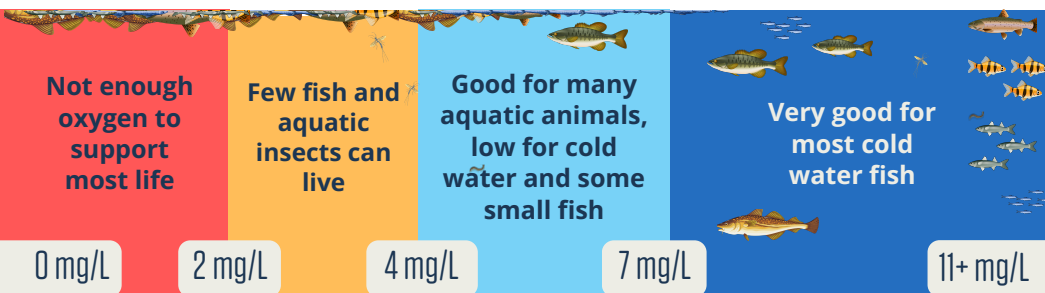 Not enough
oxygen to
support
most life
Few fish and
aquatic
insects can
live
Good for many
aquatic animals,
low for cold
water and some
small fish
Very good for
most cold
water fish
0 mg/L
2 mg/L
4 mg/L
7 mg/L
11+ mg/L